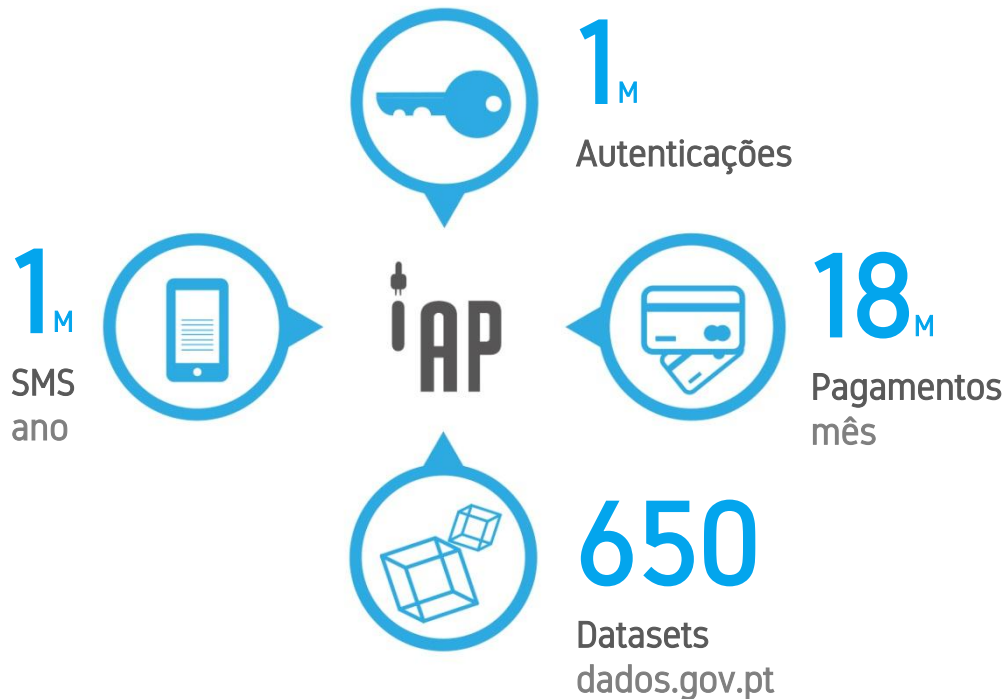 1M
Autenticações
1M
SMS
ano
iAP
18M
Pagamentos
mês
650
Datasets
dados.gov.pt